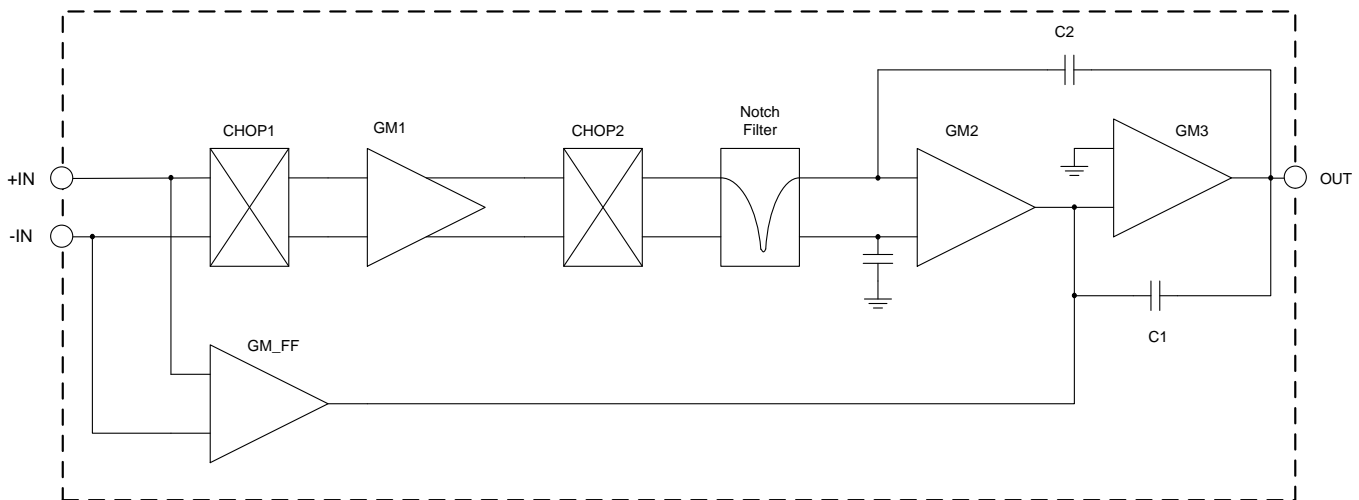 C2
Notch
Filter
CHOP1
GM1
CHOP2
GM2
GM3
+IN
OUT
-IN
C1
GM_FF